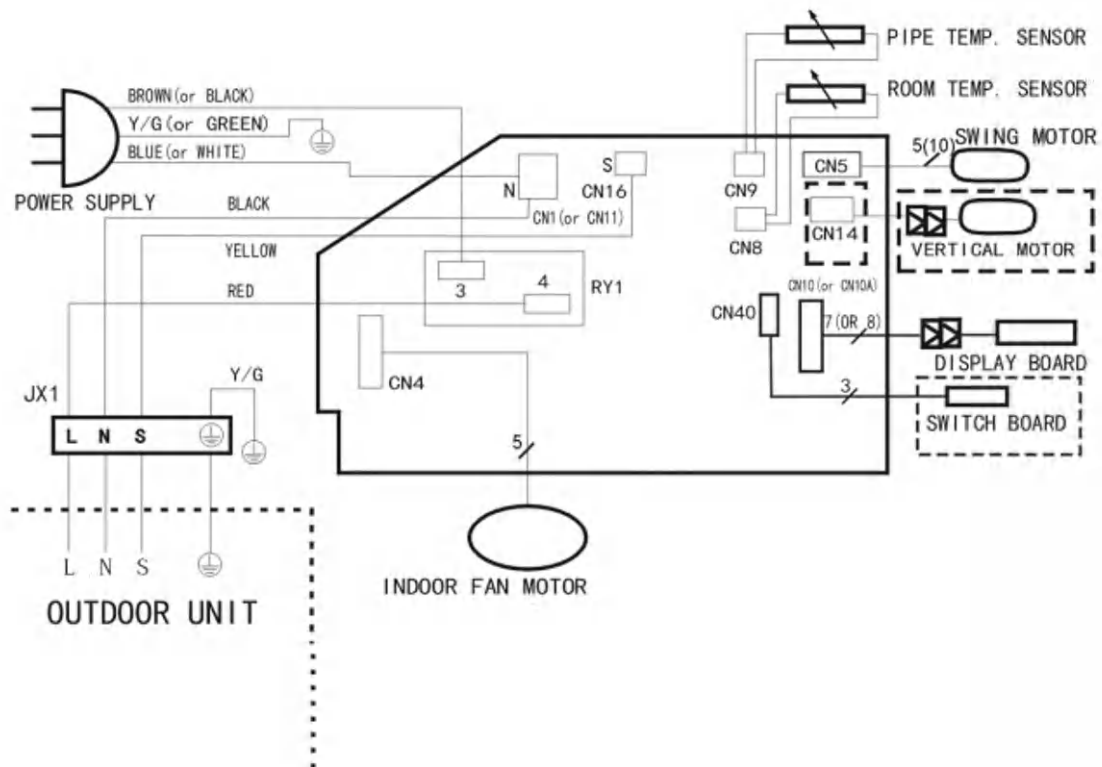 PIPE TEMP. SENSOR
ROOM TEMP. SENSOR
BROWN(or BLACK)
Y/G(or GREEN)
BLUE(or WHITE)
POWER SUPPLY
BLACK
YELLOW
RED
N
CN1(or CN11)
S
CN16
CN9
CN8
CN5
5(10)
SWING MOTOR
CN14
VERTICAL MOTOR
3
4
RY1
CN4
CN40
CN10(or CN10A)
7(OR 8)
DISPLAY BOARD
3
SWITCH BOARD
JX1
Y/G
L N S
5
INDOOR FAN MOTOR
L N S
OUTDOOR UNIT